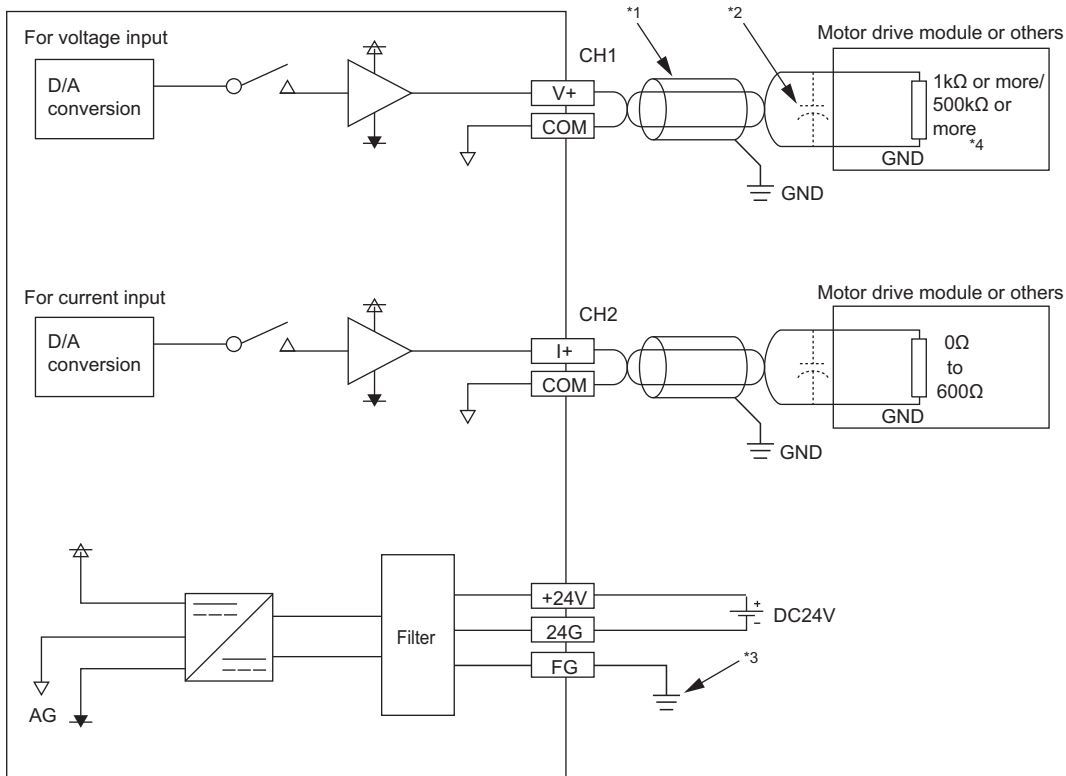 For voltage input
D/A
conversion
V+
COM
CH1
*1
*2
GND
Motor drive module or others
1kΩ or more/
500kΩ or
more
*4
GND
For current input
D/A
conversion
I+
COM
CH2
GND
Motor drive module or others
0Ω
to
600Ω
GND
AG
Filter
+24V
24G
FG
+
−
DC24V
*3